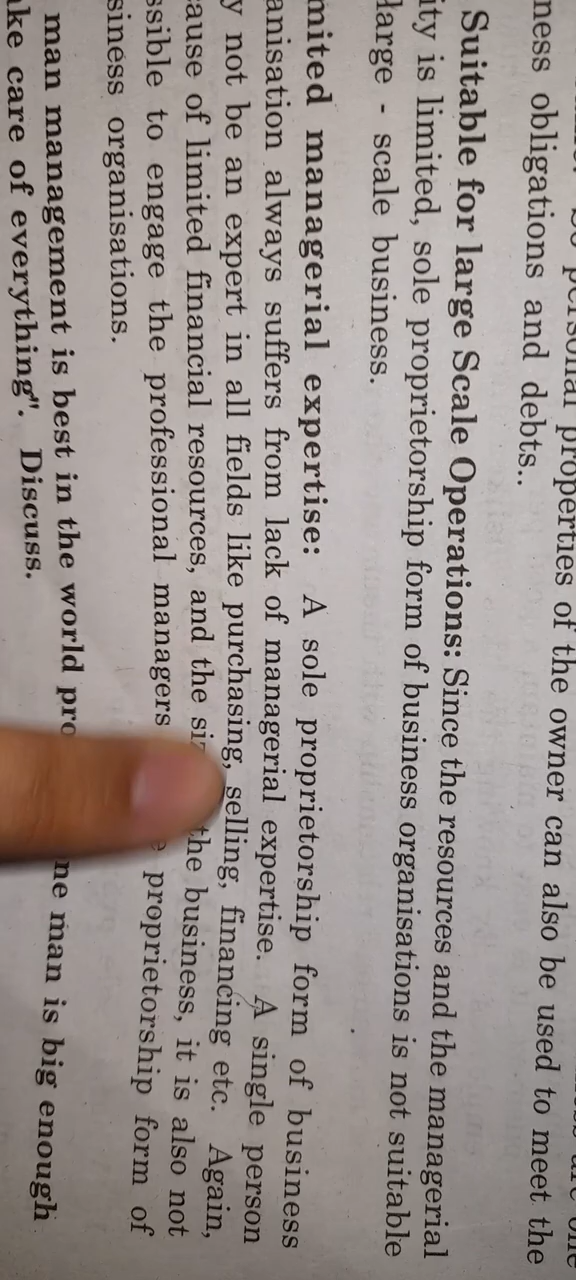 personal properties of the owner can also be used to meet the
ness obligations and debts..
Suitable for large Scale Operations: Since the resources and the managerial
ity is limited, sole proprietorship form of business organisations is not suitable
large - scale business.
mited managerial expertise: A sole proprietorship form of business
anisation always suffers from lack of managerial expertise. A single person
y not be an expert in all fields like purchasing, selling, financing etc. Again,
ause of limited financial resources, and the the business, it is also not
ssible to engage the professional managers proprietorship form of
siness organisations.
man management is best in the world man is big enough
ake care of everything". Discuss.